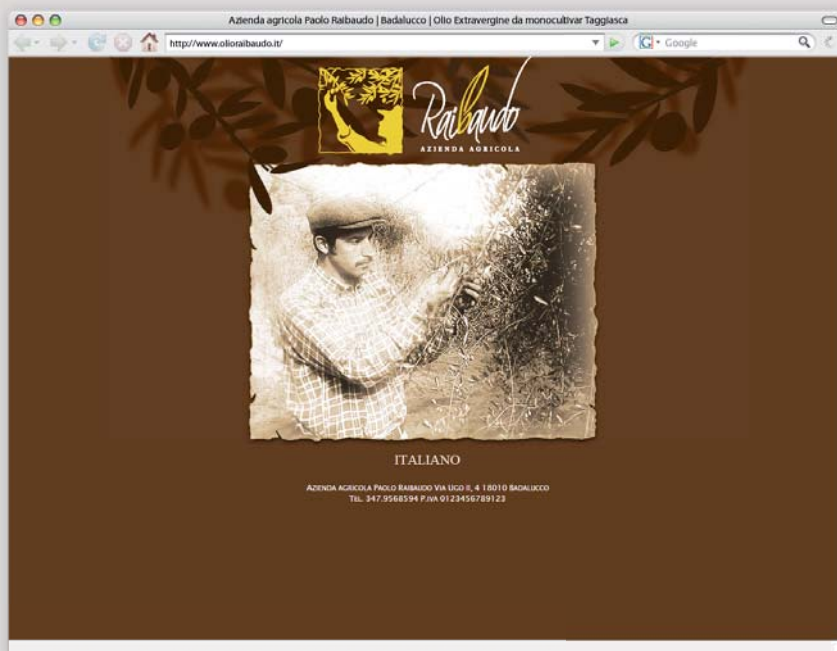 Azienda agricola Paolo Raibaudo | Badalucco | Olio Extravergine da monocultivar Taggiasca
http://www.olioraibaudo.it/
G Google
Raibaudo
AZIENDA AGRICOLA
ITALIANO
AZIENDA AGRICOLA PAOLO RAIBAUDO VIA UGO 8, 4 18010 BADALUCCO
TEL. 347.9568594 P.IVA 0123456789123